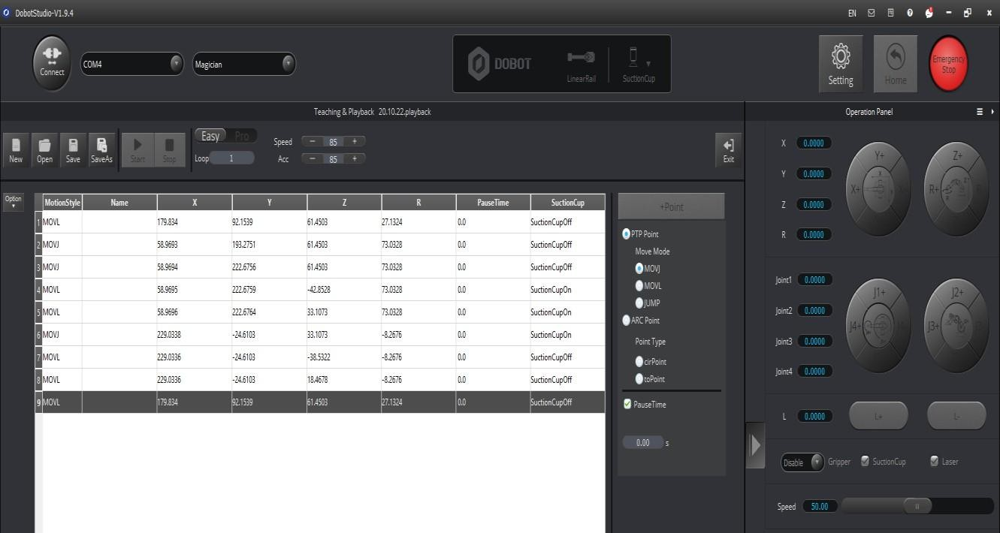 DobotStudio-V1.9.4
EN
Connect
COM4
Magician
DOBOT
LinearRail
SuctionCup
Setting
Home
Emergency Stop
Teaching & Playback 20.10.22.playback
Operation Panel
New
Open
Save
SaveAs
Start
Stop
Easy Pro
Loop 1
Speed - 85 +
Acc - 85 +
Exit
Option
MotionStyle Name X Y Z R PauseTime SuctionCup
1 MOVL 179.834 92.1539 61.4503 27.1324 0.0 SuctionCupOff
2 MOVJ 58.9693 193.2751 61.4503 73.0328 0.0 SuctionCupOff
3 MOVJ 58.9694 222.6756 61.4503 73.0328 0.0 SuctionCupOff
4 MOVL 58.9695 222.6759 -42.8528 73.0328 0.0 SuctionCupOn
5 MOVL 58.9696 222.6764 33.1073 73.0328 0.0 SuctionCupOn
6 MOVJ 229.0338 -24.6103 33.1073 -8.2676 0.0 SuctionCupOn
7 MOVL 229.0336 -24.6103 -38.5322 -8.2676 0.0 SuctionCupOff
8 MOVL 229.0336 -24.6103 18.4678 -8.2676 0.0 SuctionCupOff
9 MOVL 179.834 92.1539 61.4503 27.1324 0.0 SuctionCupOff
+Point
PTP Point
Move Mode
MOVJ
MOVL
JUMP
ARC Point
Point Type
cirPoint
toPoint
PauseTime
0.00 s
X 0.0000
Y 0.0000
Z 0.0000
R 0.0000
Y+
X+
Z+
R+
Joint1 0.0000
Joint2 0.0000
Joint3 0.0000
Joint4 0.0000
J1+
J4+
J2+
J3+
L 0.0000
L+
L-
Disable Gripper SuctionCup Laser
Speed 50.00